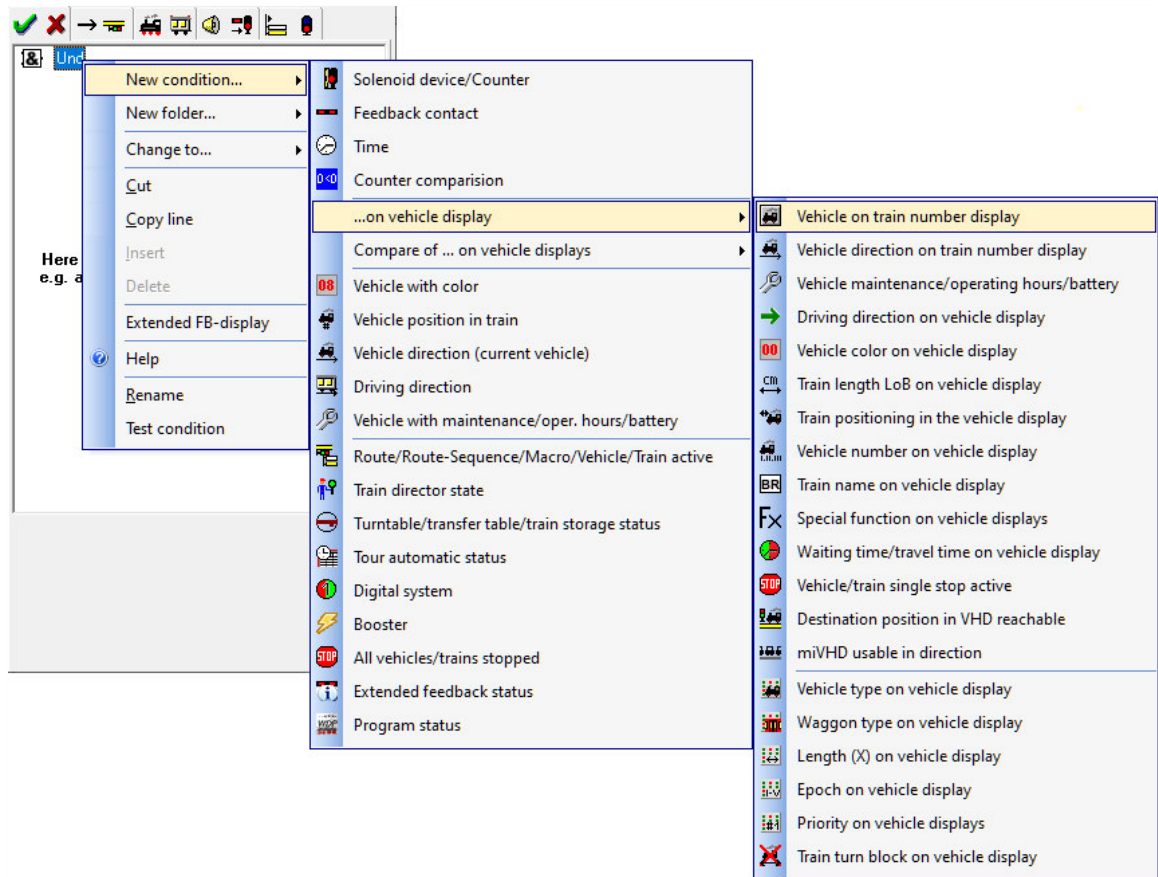 & Und
Here
e.g. a
New condition...
New folder...
Change to...
Cut
Copy line
Insert
Delete
Extended FB-display
Help
Rename
Test condition
Solenoid device/Counter
Feedback contact
Time
0<0 Counter comparision
...on vehicle display
Compare of ... on vehicle displays
08 Vehicle with color
Vehicle position in train
Vehicle direction (current vehicle)
Driving direction
Vehicle with maintenance/oper. hours/battery
Route/Route-Sequence/Macro/Vehicle/Train active
Train director state
Turntable/transfer table/train storage status
Tour automatic status
Digital system
Booster
STOP All vehicles/trains stopped
Extended feedback status
WDP Program status
Vehicle on train number display
Vehicle direction on train number display
Vehicle maintenance/operating hours/battery
Driving direction on vehicle display
00 Vehicle color on vehicle display
cm Train length LoB on vehicle display
Train positioning in the vehicle display
I,II,III Vehicle number on vehicle display
BR Train name on vehicle display
Fx Special function on vehicle displays
Waiting time/travel time on vehicle display
STOP Vehicle/train single stop active
Destination position in VHD reachable
miVHD usable in direction
Vehicle type on vehicle display
Waggon type on vehicle display
Length (X) on vehicle display
I-V Epoch on vehicle display
#1 Priority on vehicle displays
Train turn block on vehicle display